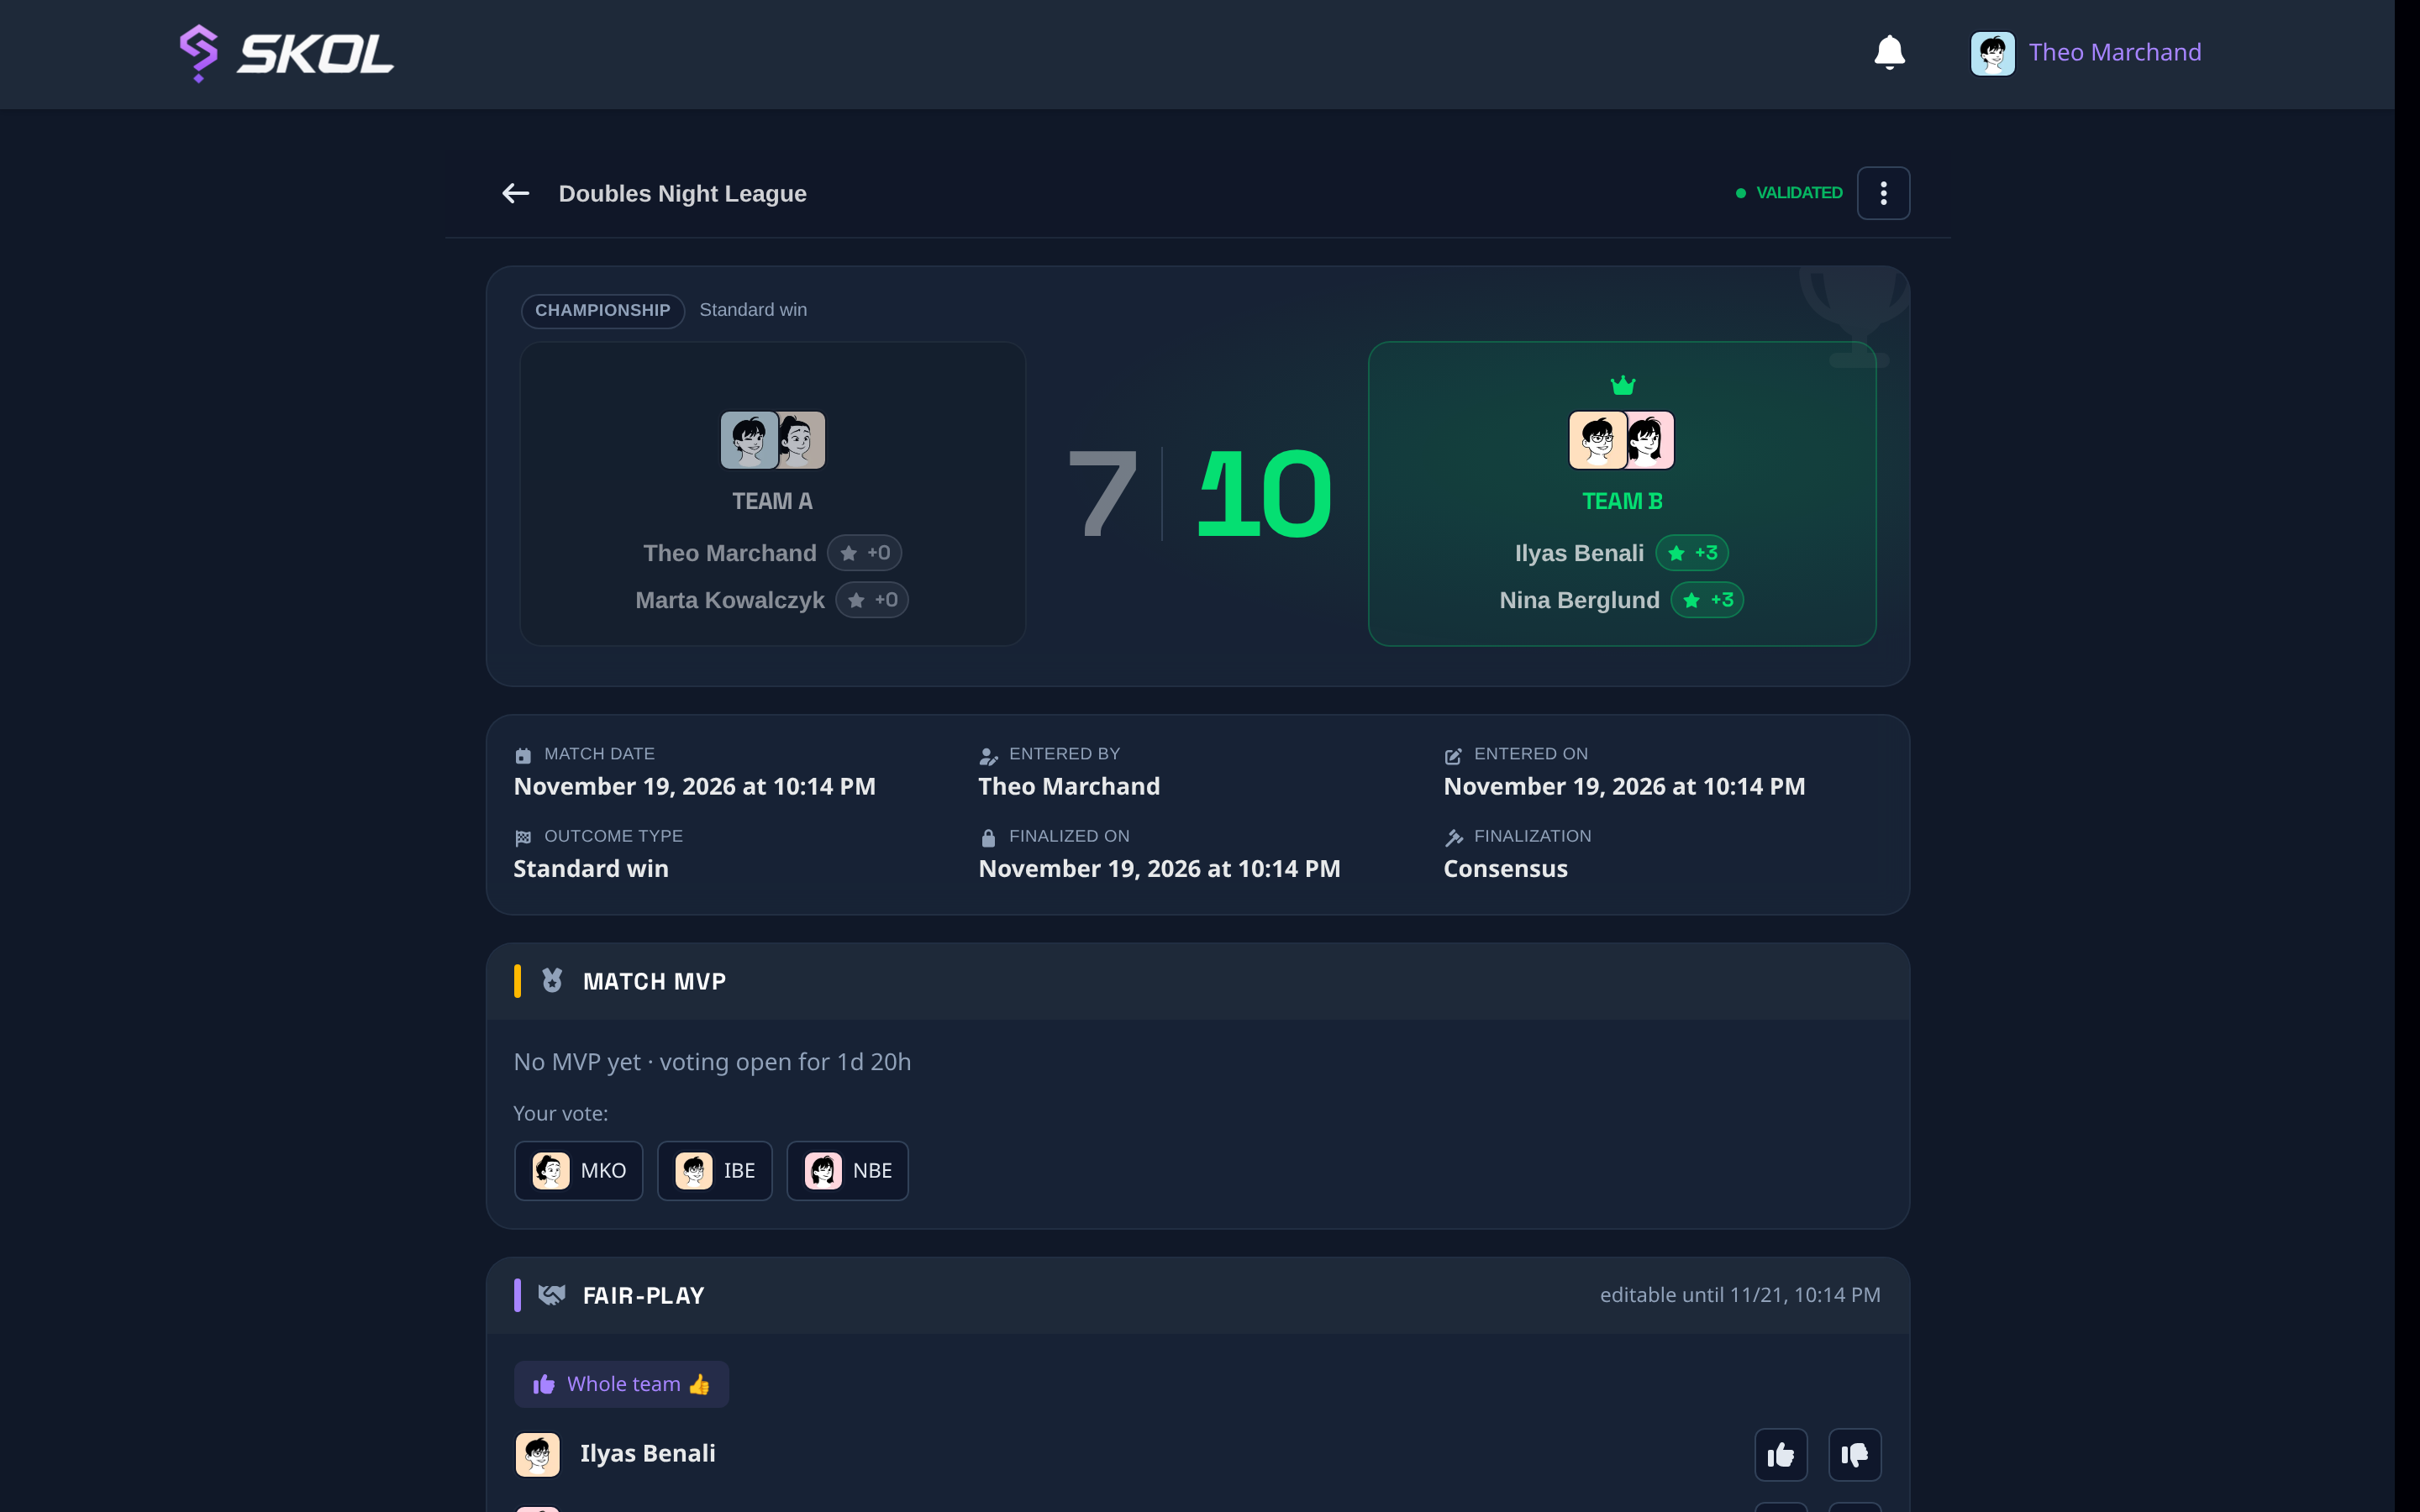 SKOL
Theo Marchand
Doubles Night League
VALIDATED
CHAMPIONSHIP Standard win
TEAM A
Theo Marchand +0
Marta Kowalczyk +0
7 10
TEAM B
Ilyas Benali +3
Nina Berglund +3
MATCH DATE
November 19, 2026 at 10:14 PM
ENTERED BY
Theo Marchand
ENTERED ON
November 19, 2026 at 10:14 PM
OUTCOME TYPE
Standard win
FINALIZED ON
November 19, 2026 at 10:14 PM
FINALIZATION
Consensus
MATCH MVP
No MVP yet · voting open for 1d 20h
Your vote:
MKO IBE NBE
FAIR-PLAY
editable until 11/21, 10:14 PM
Whole team 👍
Ilyas Benali